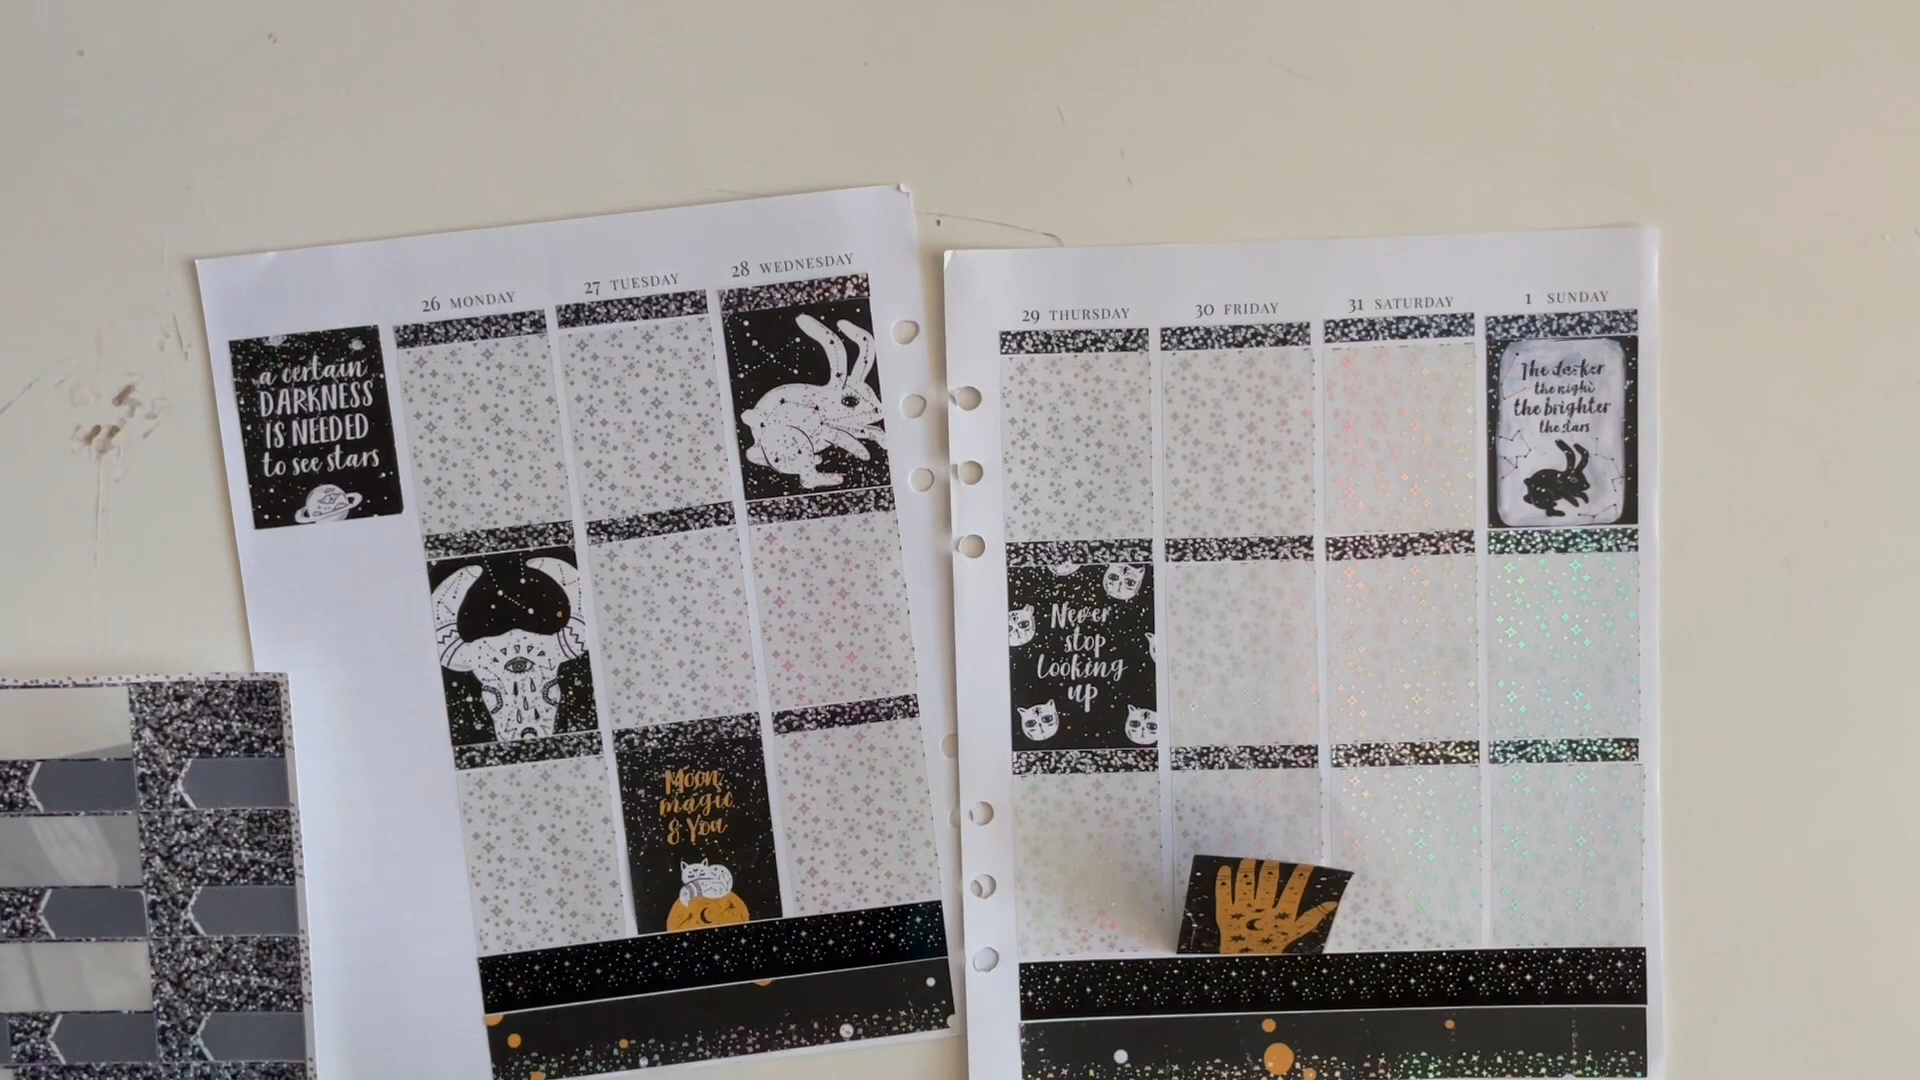 26 MONDAY
27 TUESDAY
28 WEDNESDAY
a certain
DARKNESS
IS NEEDED
to see stars
Moon
magic
& You
29 THURSDAY
30 FRIDAY
31 SATURDAY
1 SUNDAY
The darker
the night
the brighter
the stars
Never
stop
looking
up